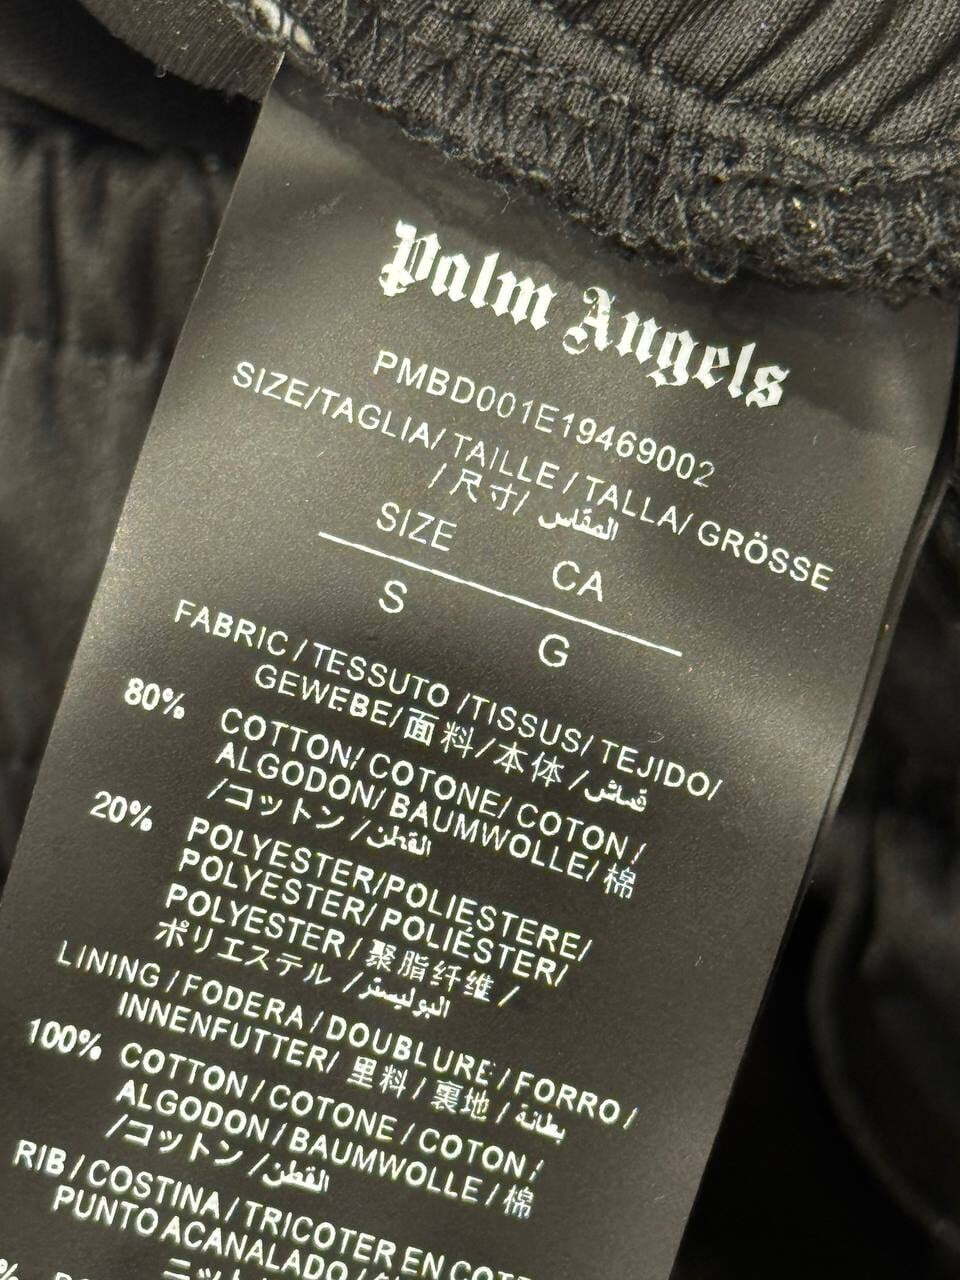 Palm Angels
PMBD001E19469002
SIZE/TAGLIA/TAILLE/TALLA/GRÖSSE
/尺寸/المقاس
SIZE CA
S G
FABRIC/TESSUTO/TISSUS/TEJIDO/
GEWEBE/面料/本体/قماش
80% COTTON/COTONE/COTON/
ALGODON/BAUMWOLLE/棉
/コットン/القطن
20% POLYESTER/POLIESTERE/
POLYESTER/POLIÉSTER/
POLYESTER/聚脂纤维/
ポリエステル/البوليستر
LINING/FODERA/DOUBLURE/FORRO/
INNENFUTTER/里料/裏地/بطانة
100% COTTON/COTONE/COTON/
ALGODON/BAUMWOLLE/棉
/コットン/القطن
RIB/COSTINA/TRICOTER EN
PUNTO ACANALADO/